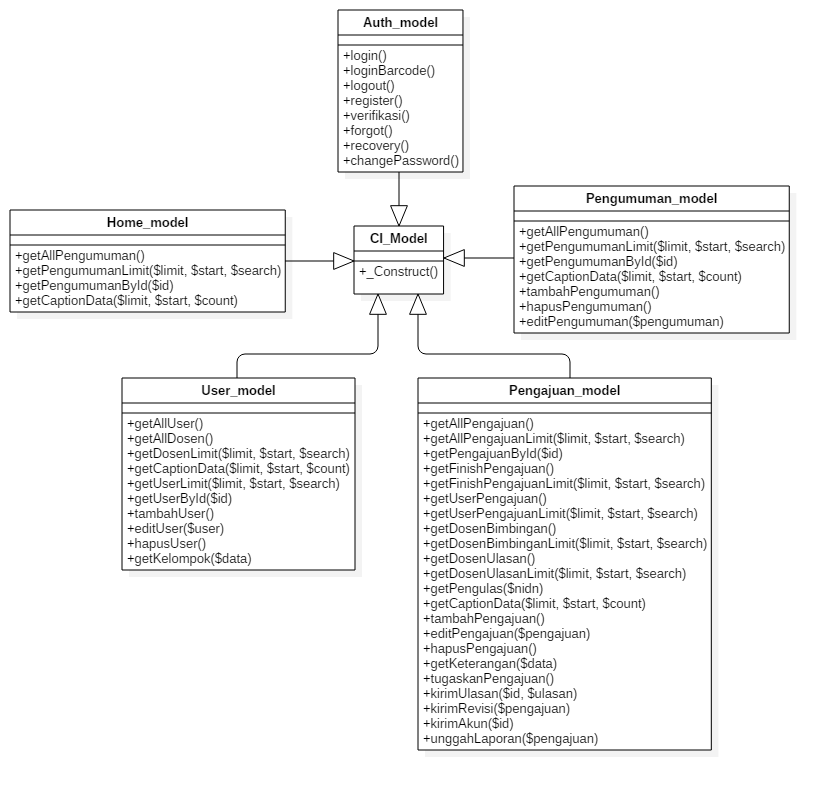 Auth_model
+login()
+loginBarcode()
+logout()
+register()
+verifikasi()
+forgot()
+recovery()
+changePassword()
Home_model
+getAllPengumuman()
+getPengumumanLimit($limit, $start, $search)
+getPengumumanById($id)
+getCaptionData($limit, $start, $count)
CI_Model
+_Construct()
Pengumuman_model
+getAllPengumuman()
+getPengumumanLimit($limit, $start, $search)
+getPengumumanById($id)
+getCaptionData($limit, $start, $count)
+tambahPengumuman()
+hapusPengumuman()
+editPengumuman($pengumuman)
User_model
+getAllUser()
+getAllDosen()
+getDosenLimit($limit, $start, $search)
+getCaptionData($limit, $start, $count)
+getUserLimit($limit, $start, $search)
+getUserById($id)
+tambahUser()
+editUser($user)
+hapusUser()
+getKelompok($data)
Pengajuan_model
+getAllPengajuan()
+getAllPengajuanLimit($limit, $start, $search)
+getPengajuanById($id)
+getFinishPengajuan()
+getFinishPengajuanLimit($limit, $start, $search)
+getUserPengajuan()
+getUserPengajuanLimit($limit, $start, $search)
+getDosenBimbingan()
+getDosenBimbinganLimit($limit, $start, $search)
+getDosenUlasan()
+getDosenUlasanLimit($limit, $start, $search)
+getPengulas($nidn)
+getCaptionData($limit, $start, $count)
+tambahPengajuan()
+editPengajuan($pengajuan)
+hapusPengajuan()
+getKeterangan($data)
+tugaskanPengajuan()
+kirimUlasan($id, $ulasan)
+kirimRevisi($pengajuan)
+kirimAkun($id)
+unggahLaporan($pengajuan)